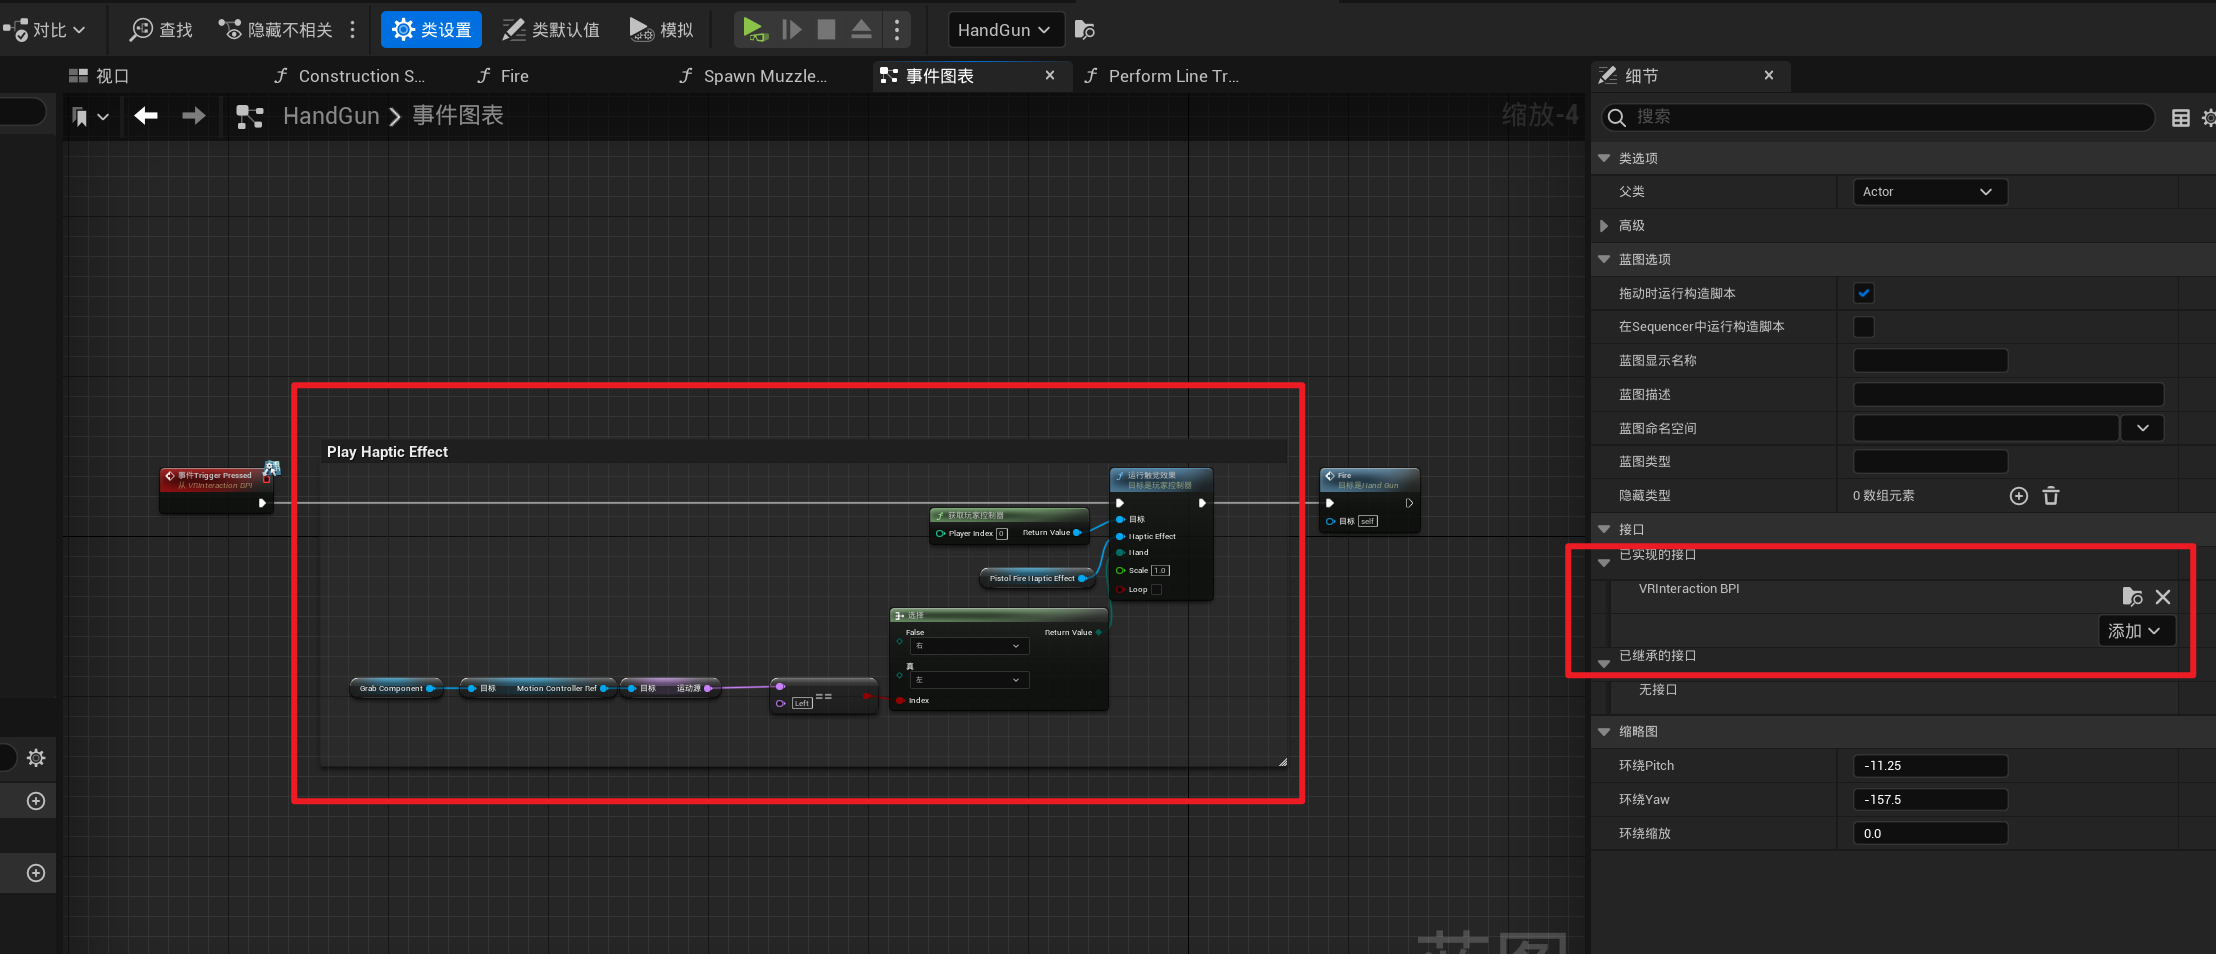 对比
查找
隐藏不相关
类设置
类默认值
模拟
HandGun
视口
Construction S...
Fire
Spawn Muzzle...
事件图表
Perform Line Tr...
细节
HandGun
事件图表
缩放-4
搜索
类选项
父类
Actor
高级
蓝图选项
拖动时运行构造脚本
在Sequencer中运行构造脚本
蓝图显示名称
蓝图描述
蓝图命名空间
蓝图类型
隐藏类型
0 数组元素
接口
已实现的接口
VRInteraction BPI
添加
已继承的接口
无接口
缩略图
环绕Pitch
-11.25
环绕Yaw
-157.5
环绕缩放
0.0
Play Haptic Effect
事件Trigger Pressed
从 VRInteraction BPI
运行触觉效果
目标是玩家控制器
目标
Haptic Effect
Hand
Scale 1.0
Loop
获取玩家控制器
Player Index 0
Return Value
Pistol Fire Haptic Effect
选择
False
右
Return Value
真
左
Index
Grab Component
目标
Motion Controller Ref
目标
运动源
Left
==
Fire
目标是Hand Gun
目标 self
蓝图